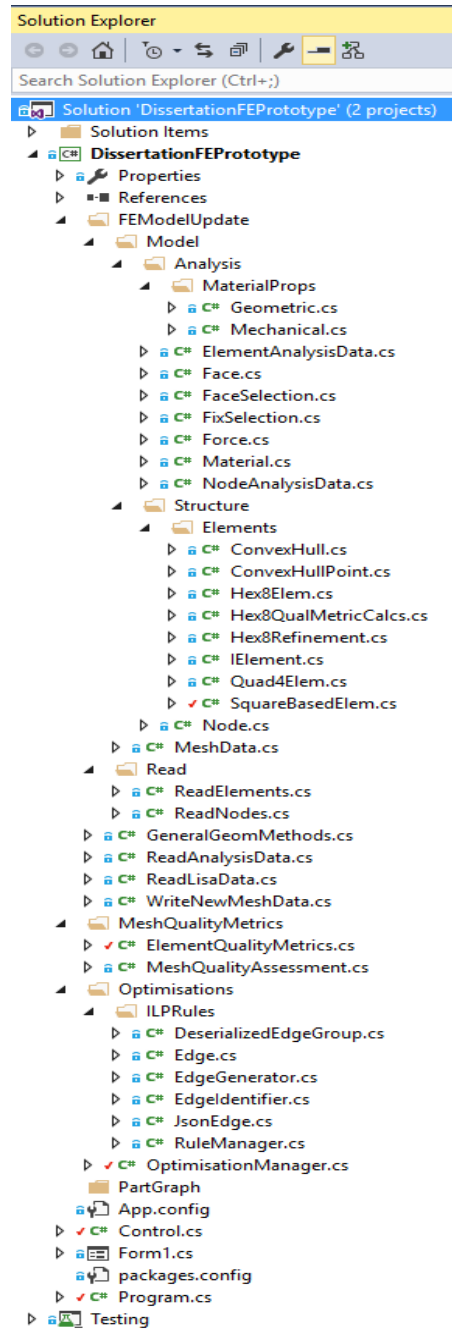 Solution Explorer
Search Solution Explorer (Ctrl+;)
Solution 'DissertationFEPrototype' (2 projects)
Solution Items
C# DissertationFEPrototype
Properties
References
FEModelUpdate
Model
Analysis
MaterialProps
C# Geometric.cs
C# Mechanical.cs
C# ElementAnalysisData.cs
C# Face.cs
C# FaceSelection.cs
C# FixSelection.cs
C# Force.cs
C# Material.cs
C# NodeAnalysisData.cs
Structure
Elements
C# ConvexHull.cs
C# ConvexHullPoint.cs
C# Hex8Elem.cs
C# Hex8QualMetricCalcs.cs
C# Hex8Refinement.cs
C# IElement.cs
C# Quad4Elem.cs
C# SquareBasedElem.cs
C# Node.cs
C# MeshData.cs
Read
C# ReadElements.cs
C# ReadNodes.cs
C# GeneralGeomMethods.cs
C# ReadAnalysisData.cs
C# ReadLisaData.cs
C# WriteNewMeshData.cs
MeshQualityMetrics
C# ElementQualityMetrics.cs
C# MeshQualityAssessment.cs
Optimisations
ILPRules
C# DeserializedEdgeGroup.cs
C# Edge.cs
C# EdgeGenerator.cs
C# EdgeIdentifier.cs
C# JsonEdge.cs
C# RuleManager.cs
C# OptimisationManager.cs
PartGraph
App.config
C# Control.cs
Form1.cs
packages.config
C# Program.cs
Testing